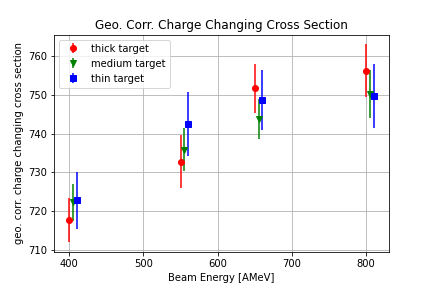 Geo. Corr. Charge Changing Cross Section
thick target
medium target
thin target
geo. corr. charge changing cross section
760
750
740
730
720
710
400
500
600
700
800
Beam Energy [AMeV]